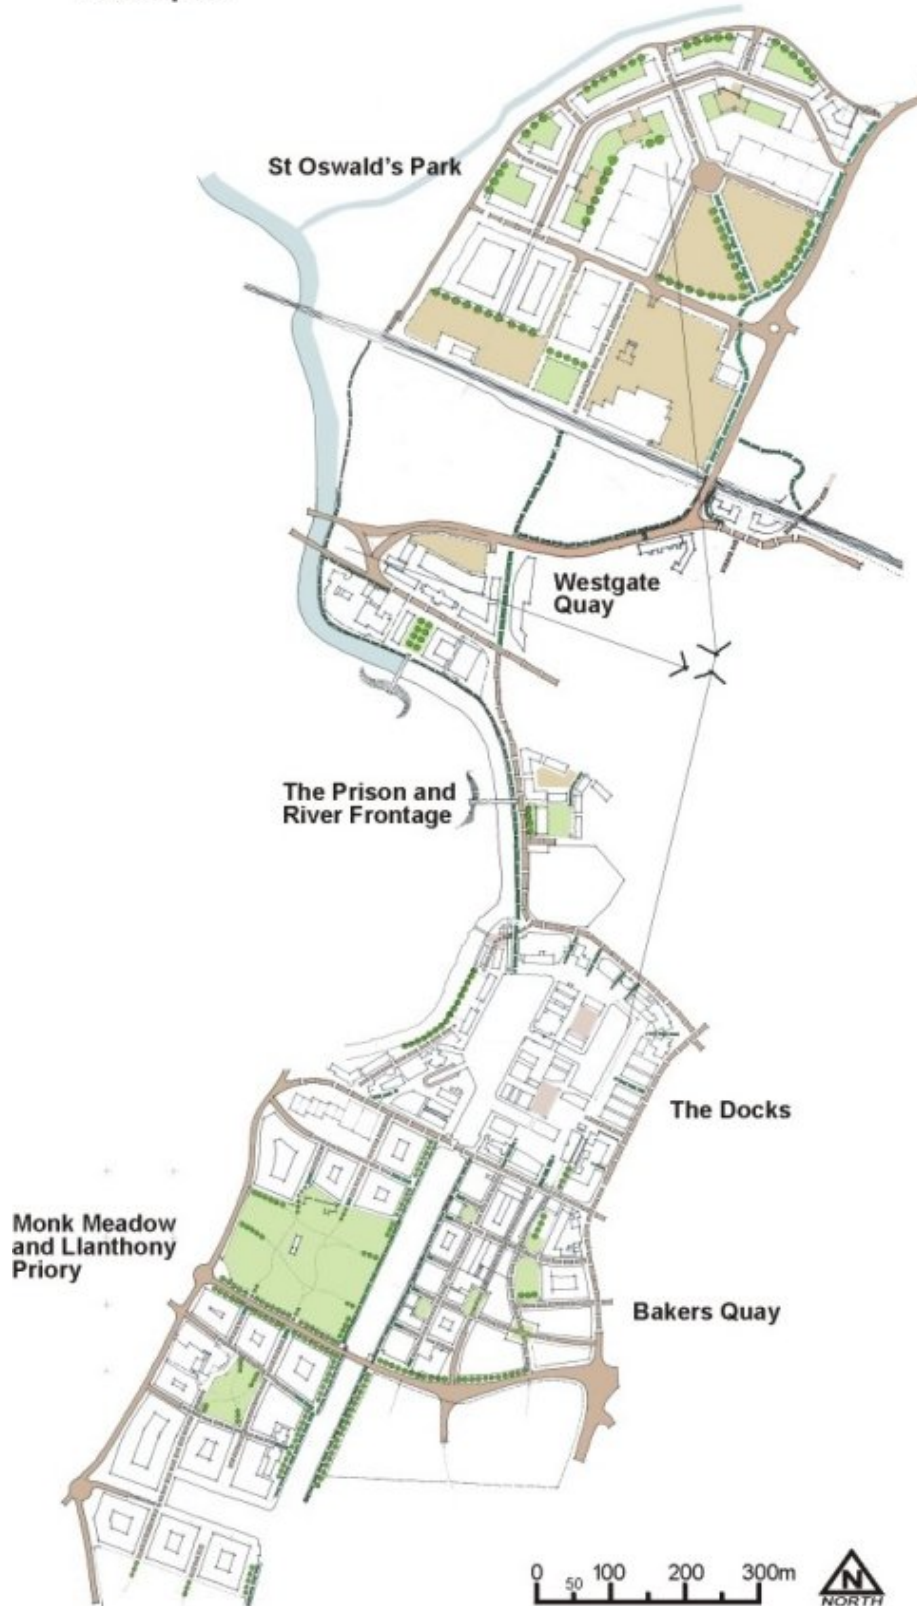 St Oswald's Park
Westgate
Quay
The Prison and
River Frontage
The Docks
Monk Meadow
and Llanthony
Priory
Bakers Quay
0 50 100 200 300m
N
NORTH